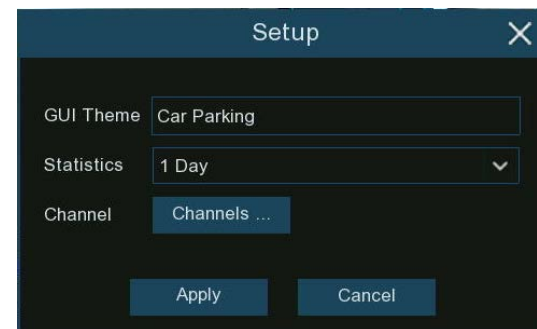 Setup
GUI Theme Car Parking
Statistics 1 Day
Channel Channels ...
Apply Cancel